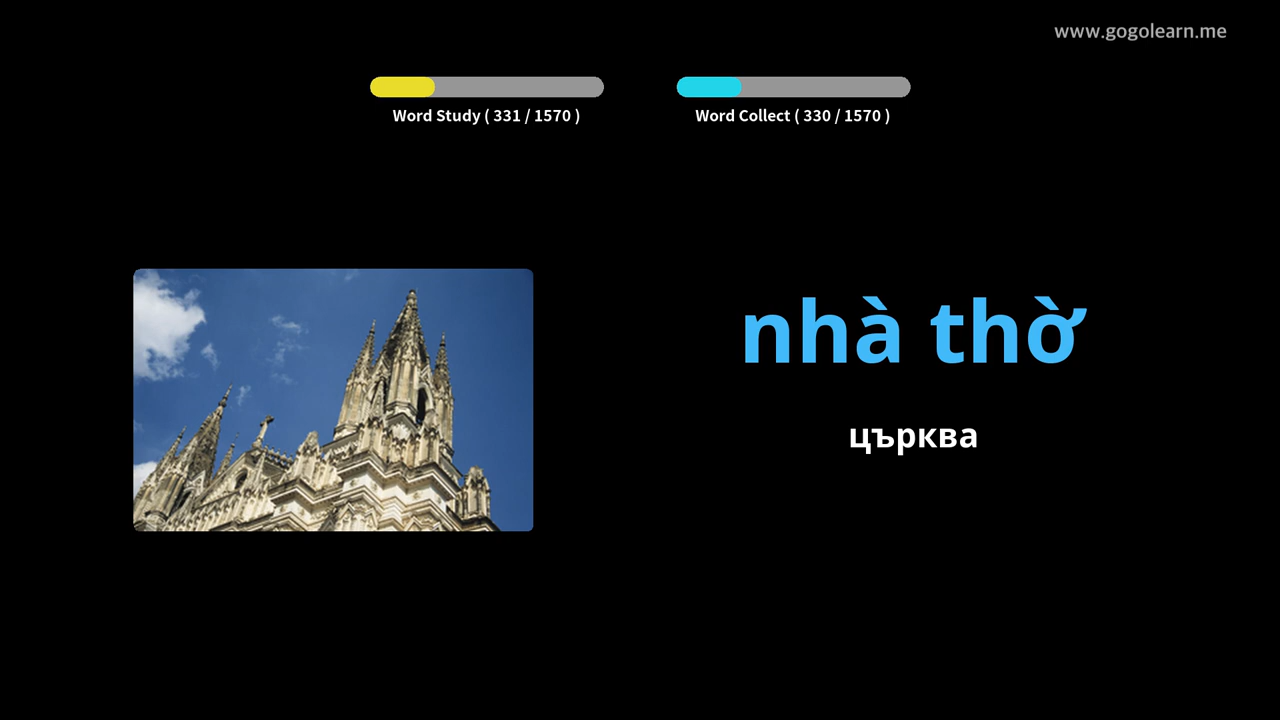 www.gogolearn.me
Word Study ( 331 / 1570 )
Word Collect ( 330 / 1570 )
nhà thờ
църква